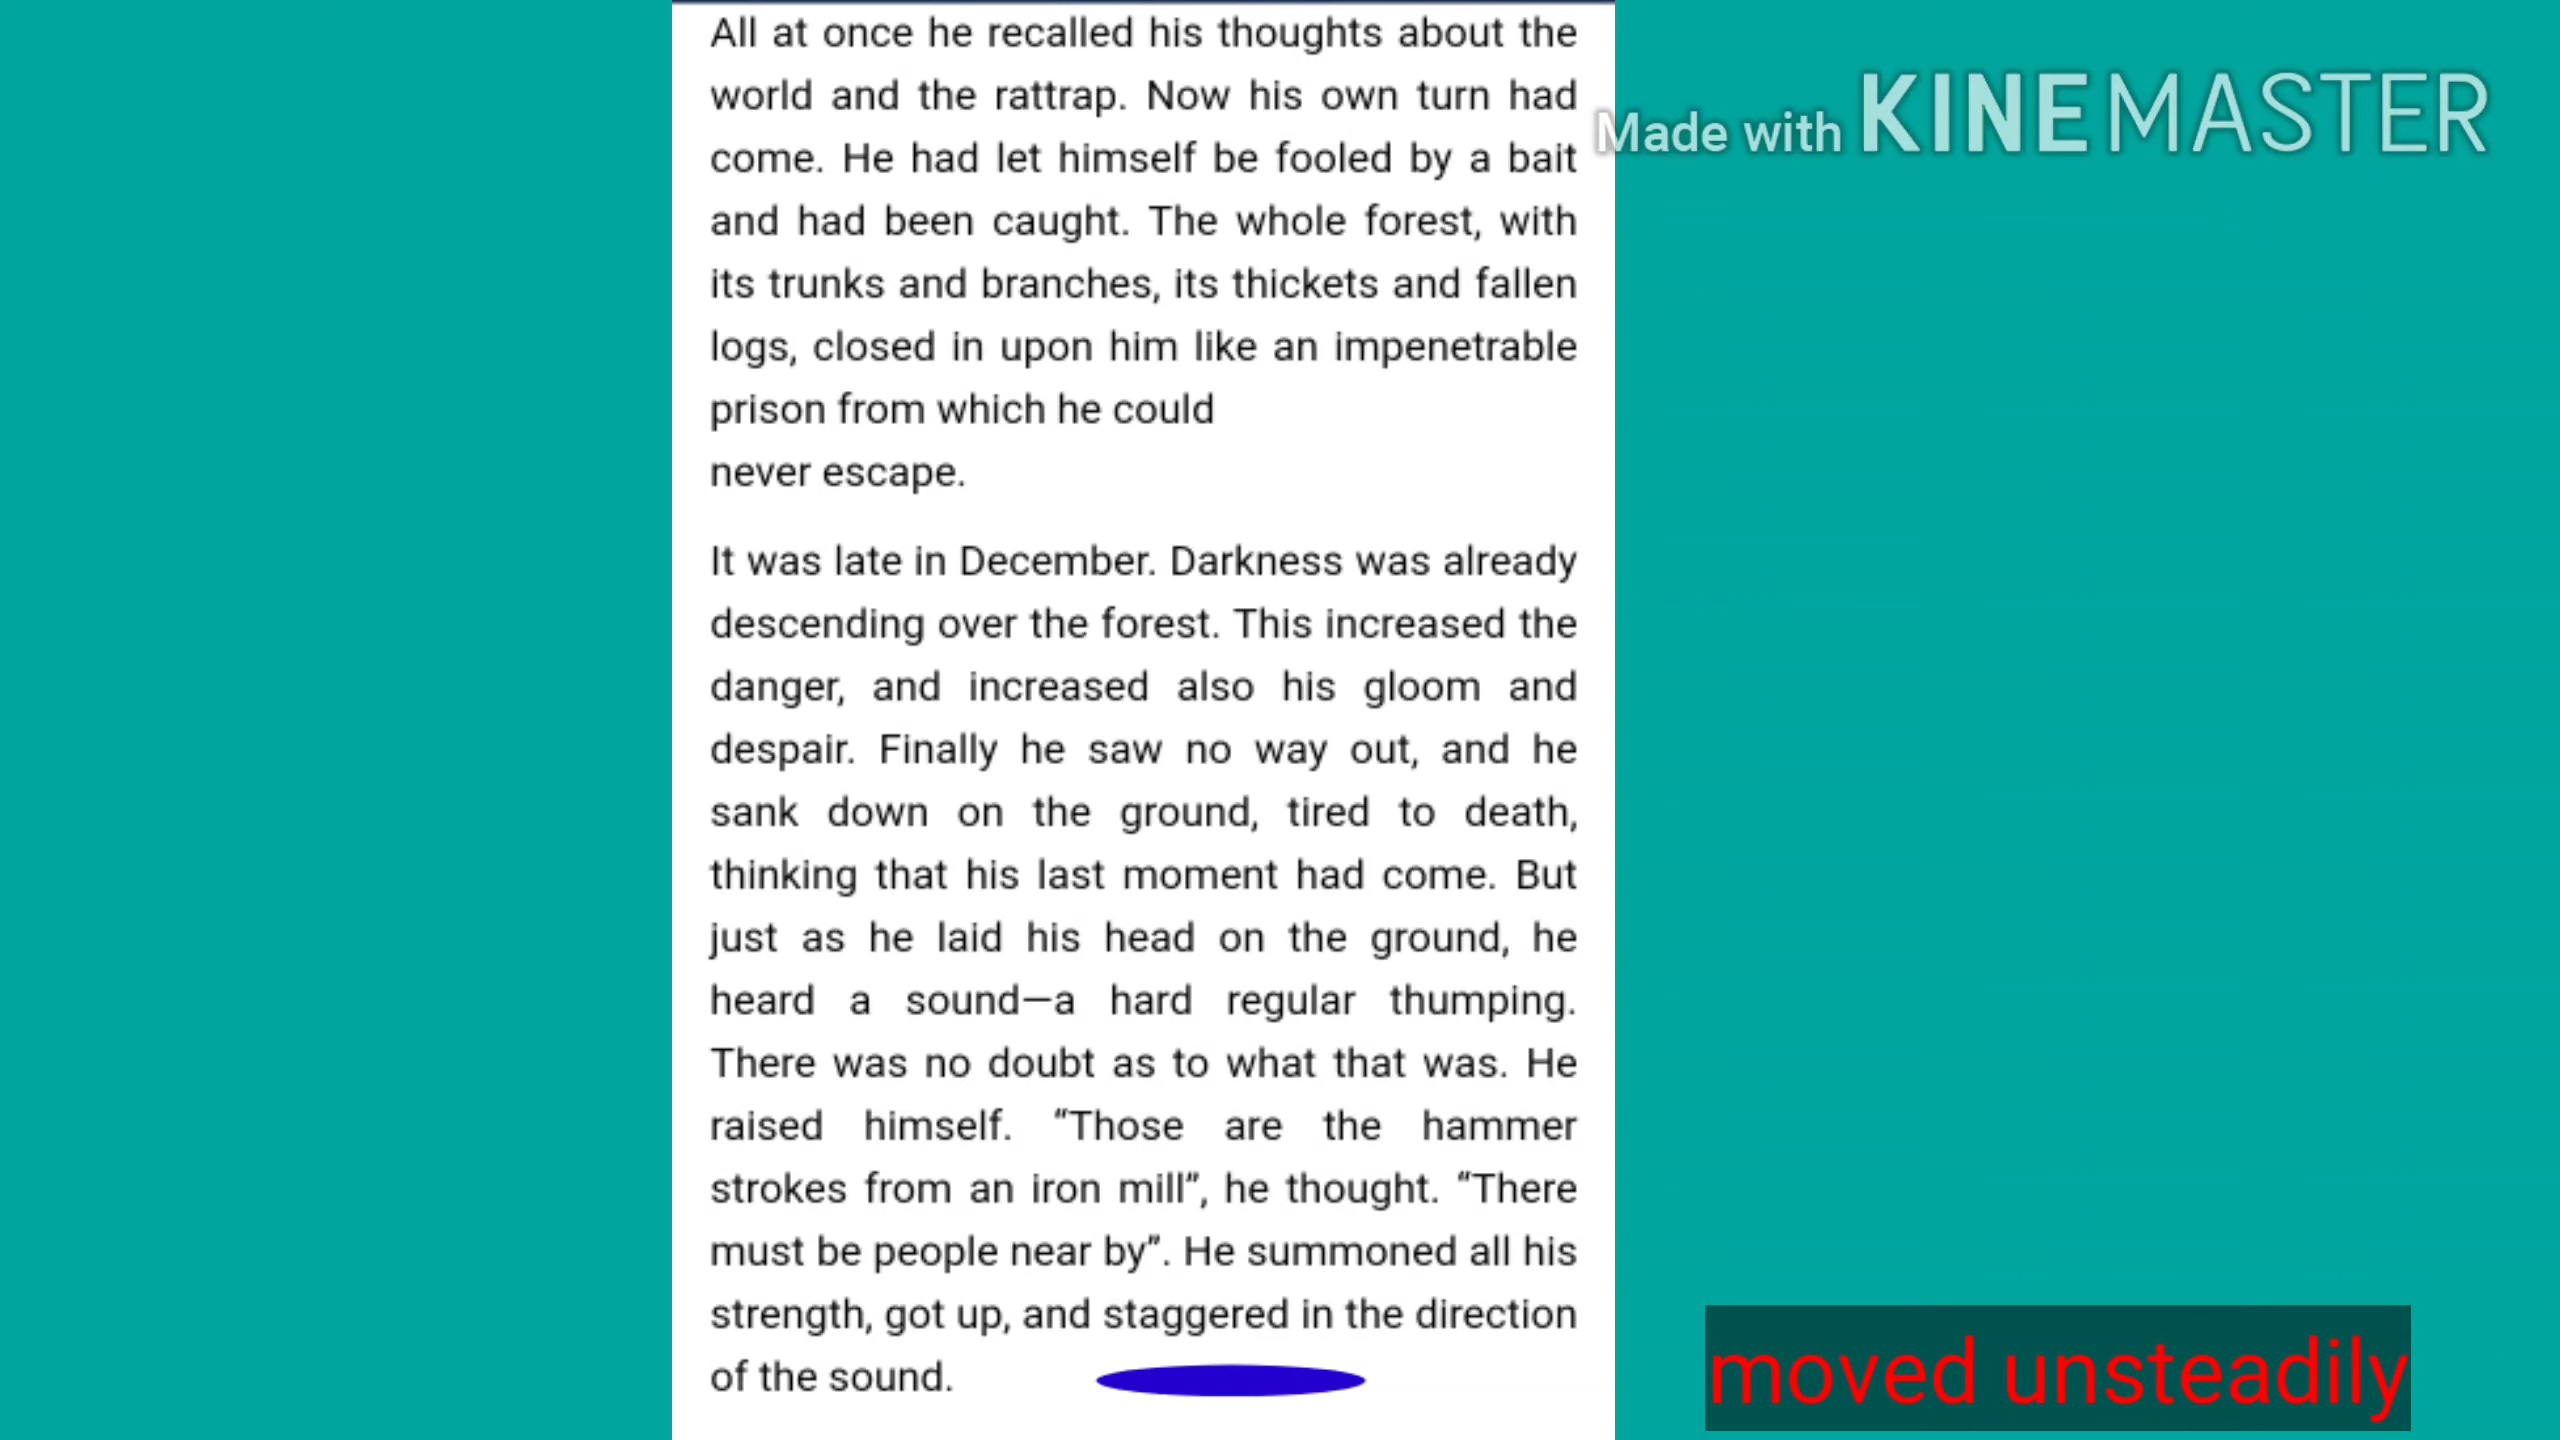 All at once he recalled his thoughts about the
world and the rattrap. Now his own turn had
come. He had let himself be fooled by a bait
and had been caught. The whole forest, with
its trunks and branches, its thickets and fallen
logs, closed in upon him like an impenetrable
prison from which he could
never escape.
It was late in December. Darkness was already
descending over the forest. This increased the
danger, and increased also his gloom and
despair. Finally he saw no way out, and he
sank down on the ground, tired to death,
thinking that his last moment had come. But
just as he laid his head on the ground, he
heard a sound—a hard regular thumping.
There was no doubt as to what that was. He
raised himself. “Those are the hammer
strokes from an iron mill”, he thought. “There
must be people near by”. He summoned all his
strength, got up, and staggered in the direction
of the sound.
Made with KINEMASTER
moved unsteadily